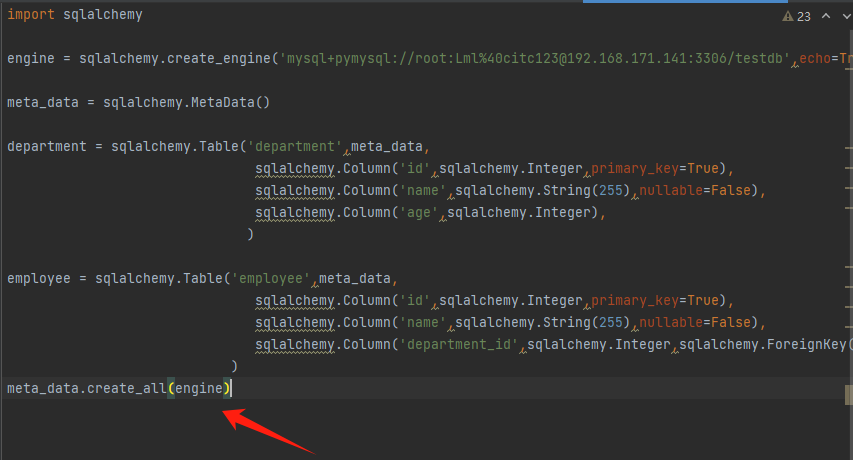 import sqlalchemy
23
engine = sqlalchemy.create_engine('mysql+pymysql://root:Lml%40citc123@192.168.171.141:3306/testdb',echo=Tr
meta_data = sqlalchemy.MetaData()
department = sqlalchemy.Table('department',meta_data,
sqlalchemy.Column('id',sqlalchemy.Integer,primary_key=True),
sqlalchemy.Column('name',sqlalchemy.String(255),nullable=False),
sqlalchemy.Column('age',sqlalchemy.Integer),
)
employee = sqlalchemy.Table('employee',meta_data,
sqlalchemy.Column('id',sqlalchemy.Integer,primary_key=True),
sqlalchemy.Column('name',sqlalchemy.String(255),nullable=False),
sqlalchemy.Column('department_id',sqlalchemy.Integer,sqlalchemy.ForeignKey(
)
meta_data.create_all(engine)